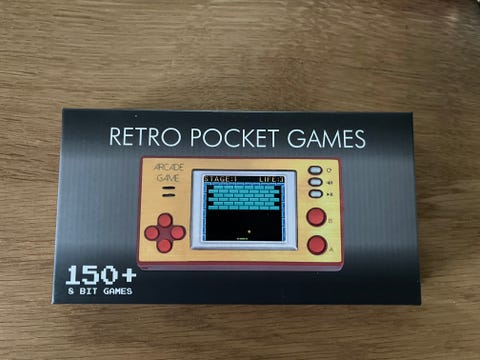 RETRO POCKET GAMES
ARCADE
GAME
STAGE:1 LIFE:3
B
A
150+
8 BIT GAMES